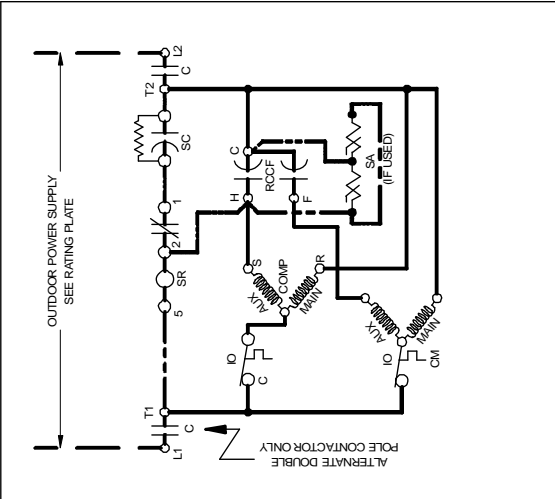 OUTDOOR POWER SUPPLY
SEE RATING PLATE
L1
C
T1
5
SR
2
1
SC
T2
C
L2
ALTERNATE DOUBLE
POLE CONTACTOR ONLY
IO
C
S
AUX
COMP
MAIN
R
H
C
RCCF
F
SA
(IF USED)
IO
CM
AUX
MAIN